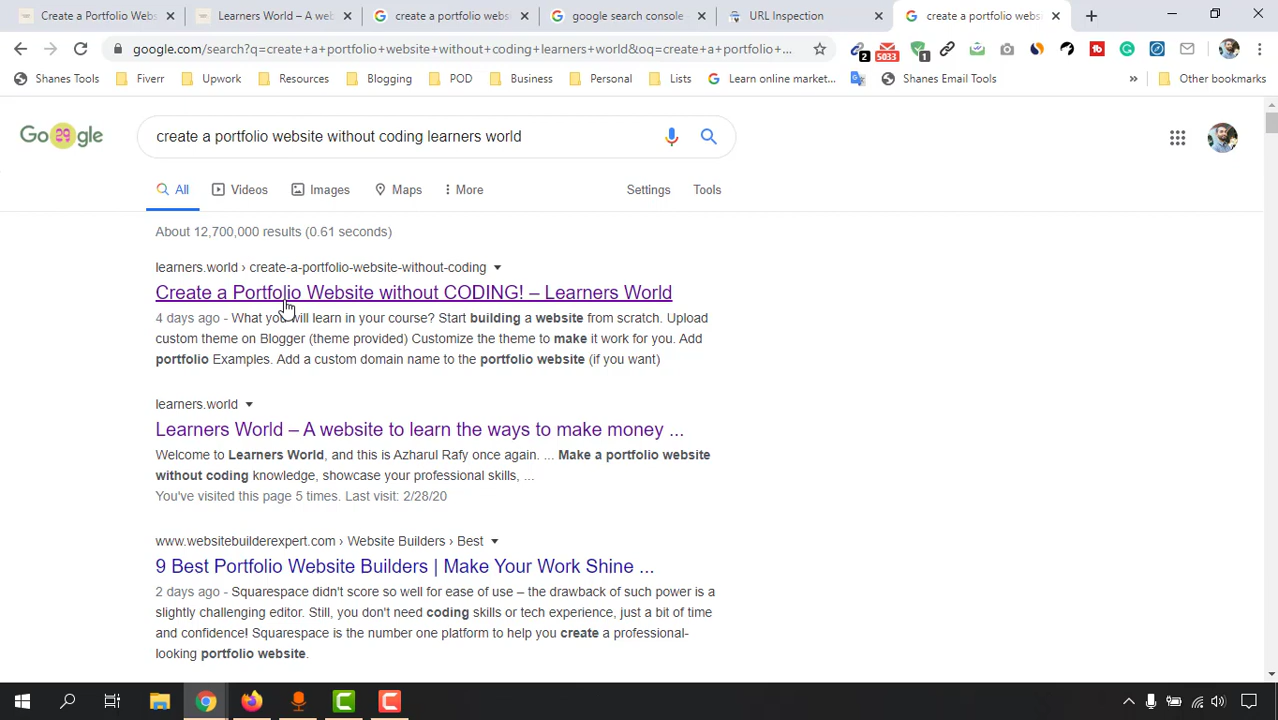 Create a Portfolio Webs
Learners World – A web
create a portfolio webs
google search console
URL Inspection
create a portfolio webs
google.com/search?q=create+a+portfolio+website+without+coding+learners+world&oq=create+a+portfolio+...
2
5033
1
Shanes Tools
Fiverr
Upwork
Resources
Blogging
POD
Business
Personal
Lists
Learn online market...
Shanes Email Tools
»
Other bookmarks
Google
29
create a portfolio website without coding learners world
All
Videos
Images
Maps
More
Settings
Tools
About 12,700,000 results (0.61 seconds)
learners.world › create-a-portfolio-website-without-coding
Create a Portfolio Website without CODING! – Learners World
4 days ago - What you will learn in your course? Start building a website from scratch. Upload
custom theme on Blogger (theme provided) Customize the theme to make it work for you. Add
portfolio Examples. Add a custom domain name to the portfolio website (if you want)
learners.world
Learners World – A website to learn the ways to make money ...
Welcome to Learners World, and this is Azharul Rafy once again. ... Make a portfolio website
without coding knowledge, showcase your professional skills, ...
You've visited this page 5 times. Last visit: 2/28/20
www.websitebuilderexpert.com › Website Builders › Best
9 Best Portfolio Website Builders | Make Your Work Shine ...
2 days ago - Squarespace didn't score so well for ease of use – the drawback of such power is a
slightly challenging editor. Still, you don't need coding skills or tech experience, just a bit of time
and confidence! Squarespace is the number one platform to help you create a professional-
looking portfolio website.